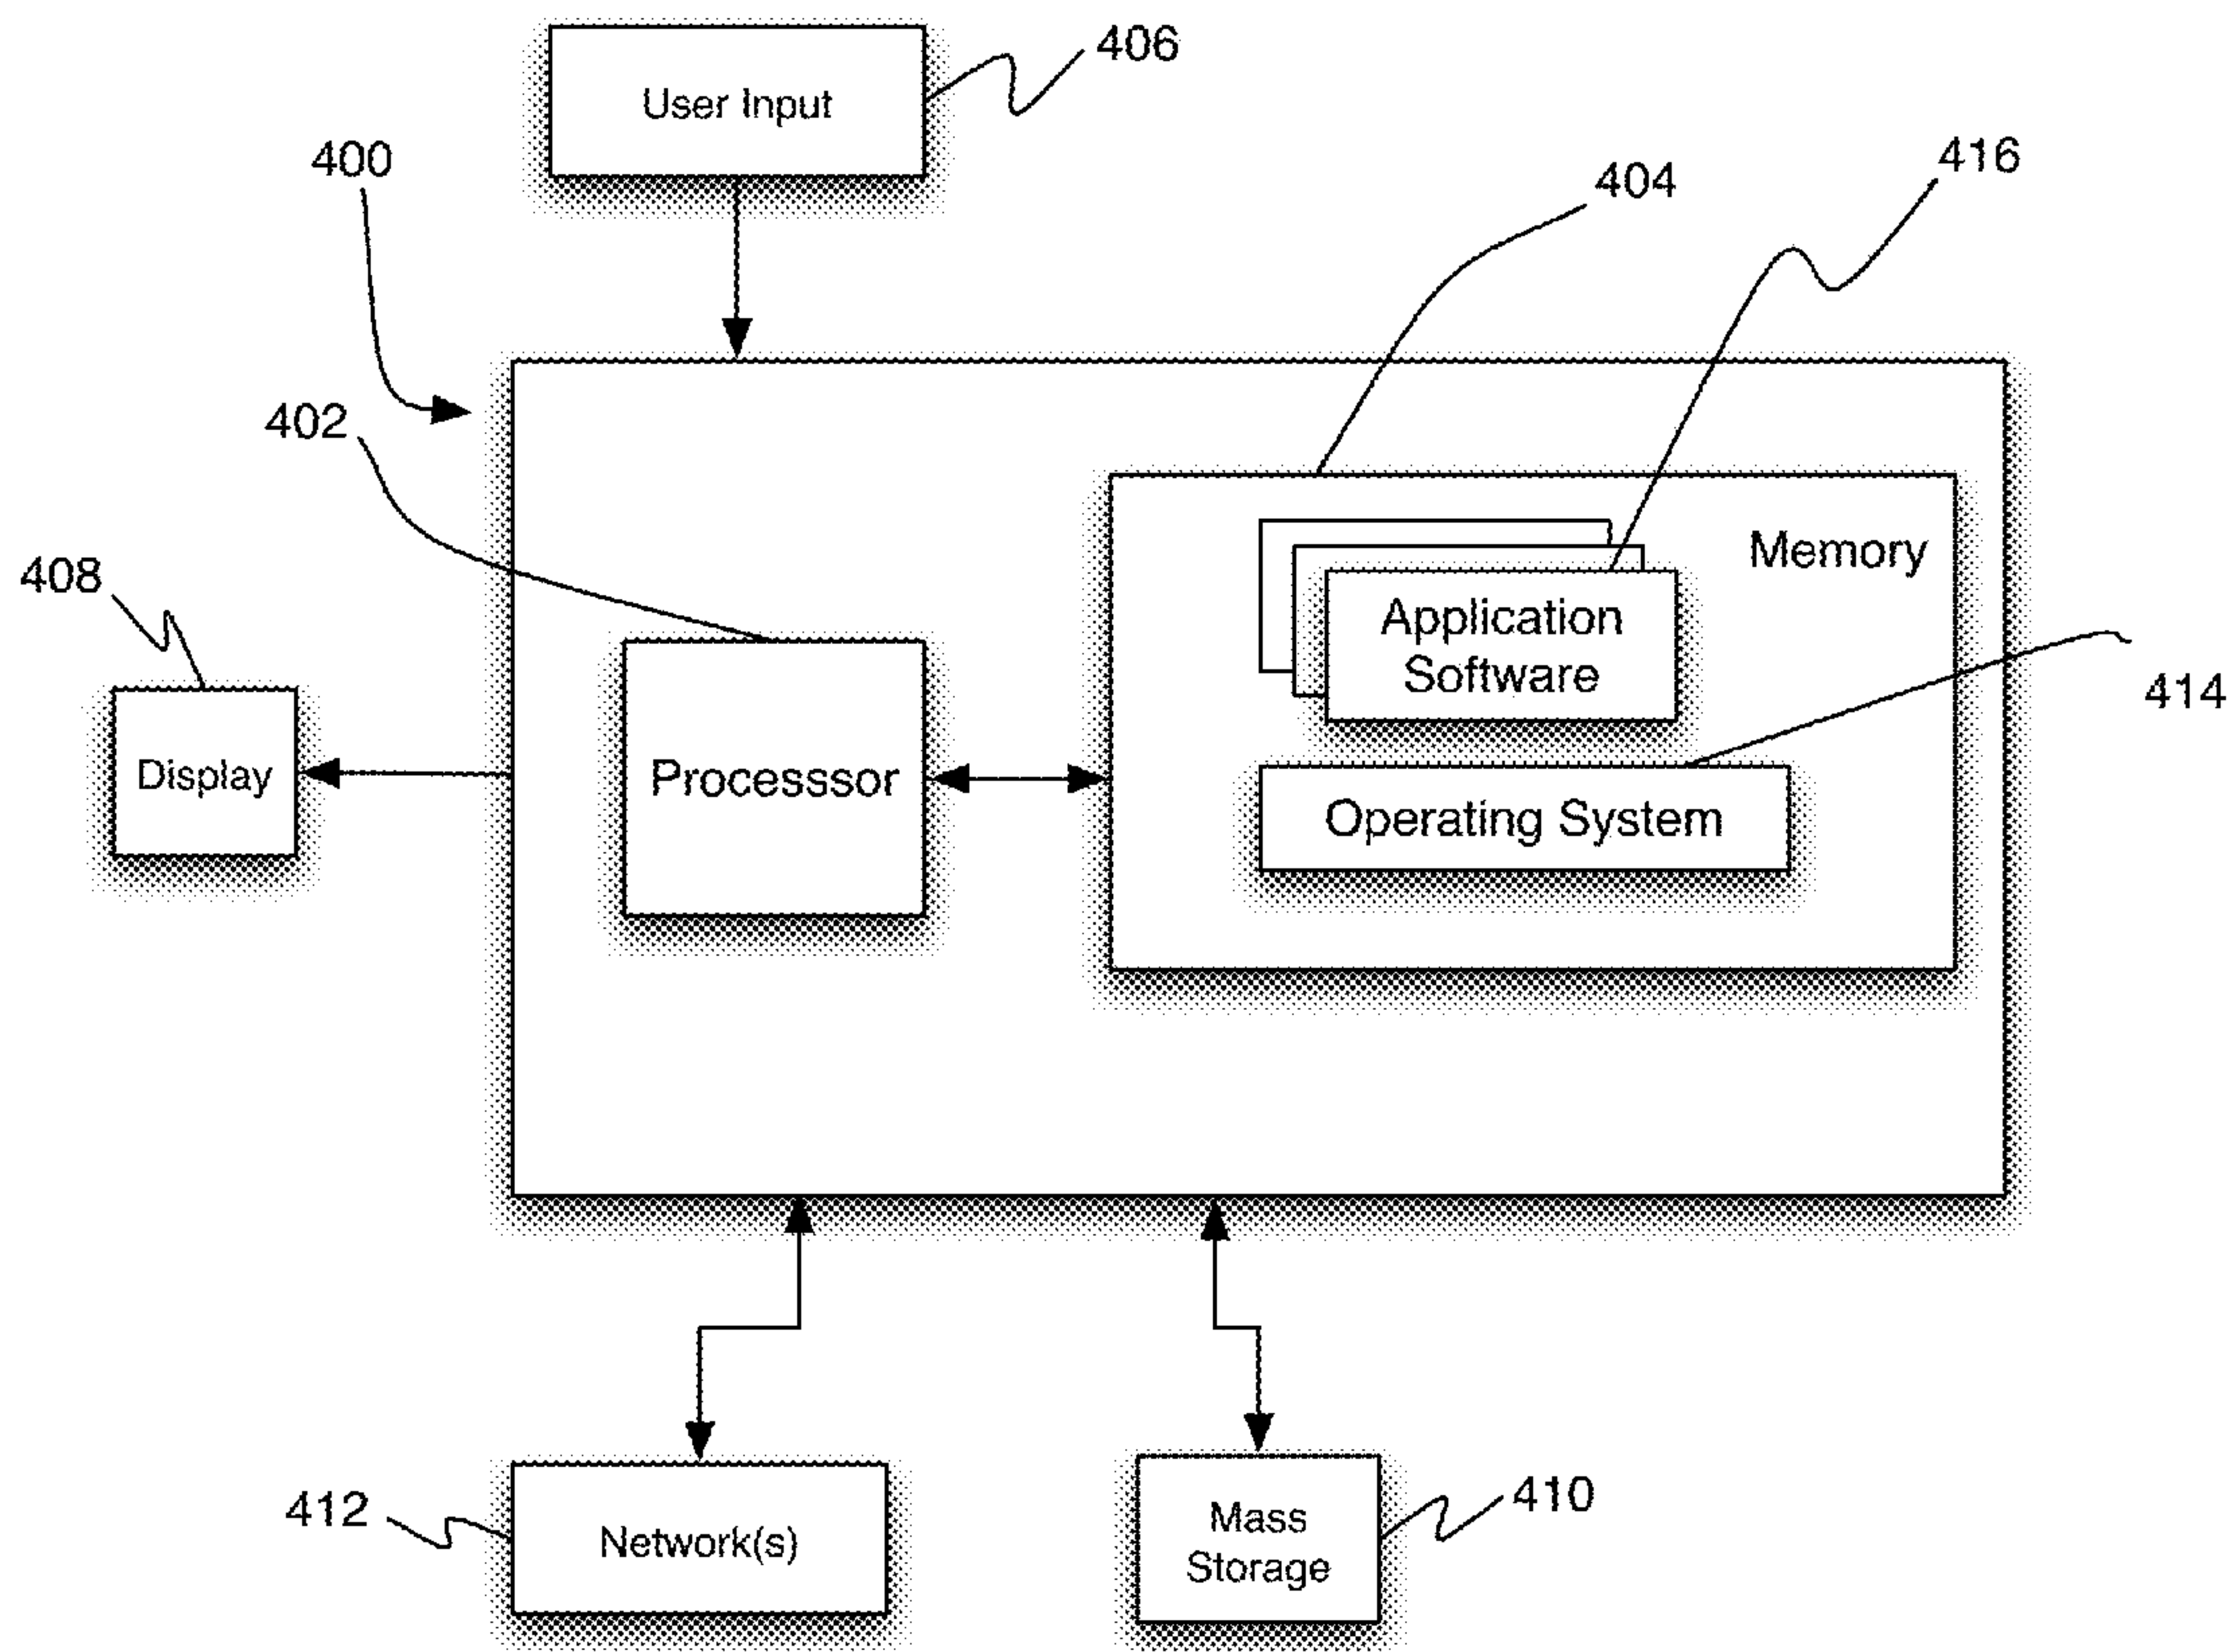 406
User Input
400
416
404
402
Memory
Application
Software
408
414
Processsor
Display
Operating System
412
Network(s)
410
Mass
Storage